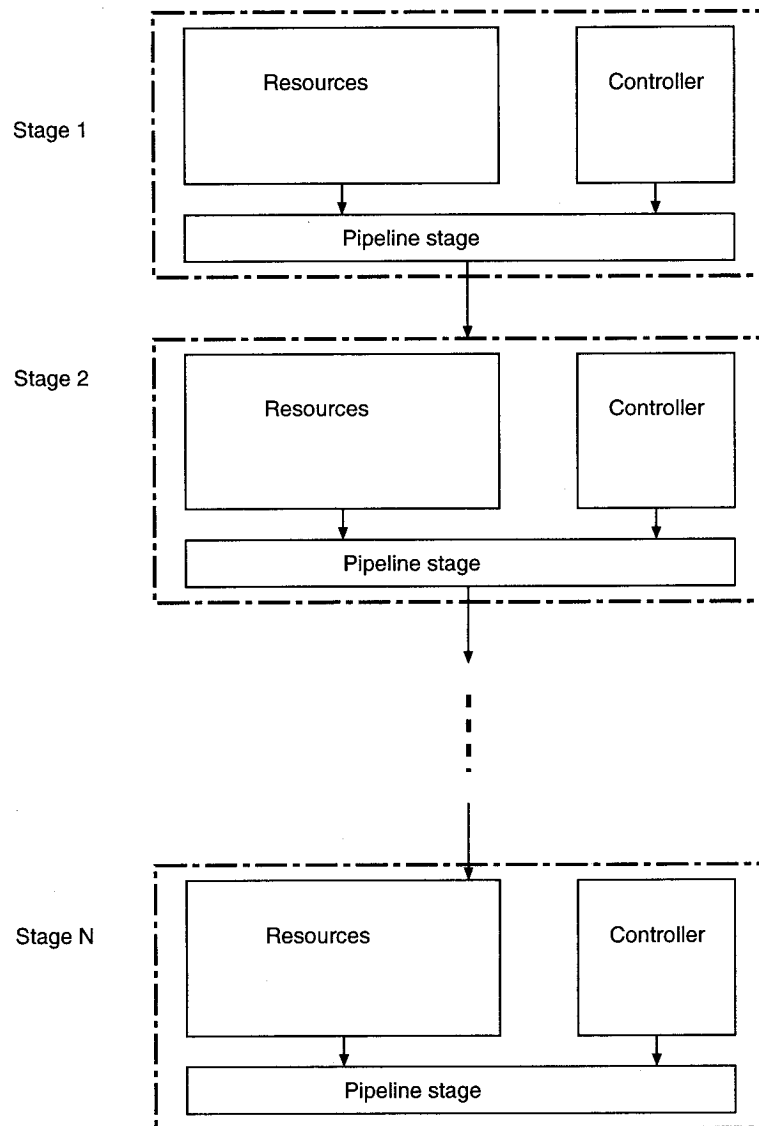 Resources
Controller
Stage 1
Pipeline stage
Stage 2
Resources
Controller
Pipeline stage
Stage N
Resources
Controller
Pipeline stage